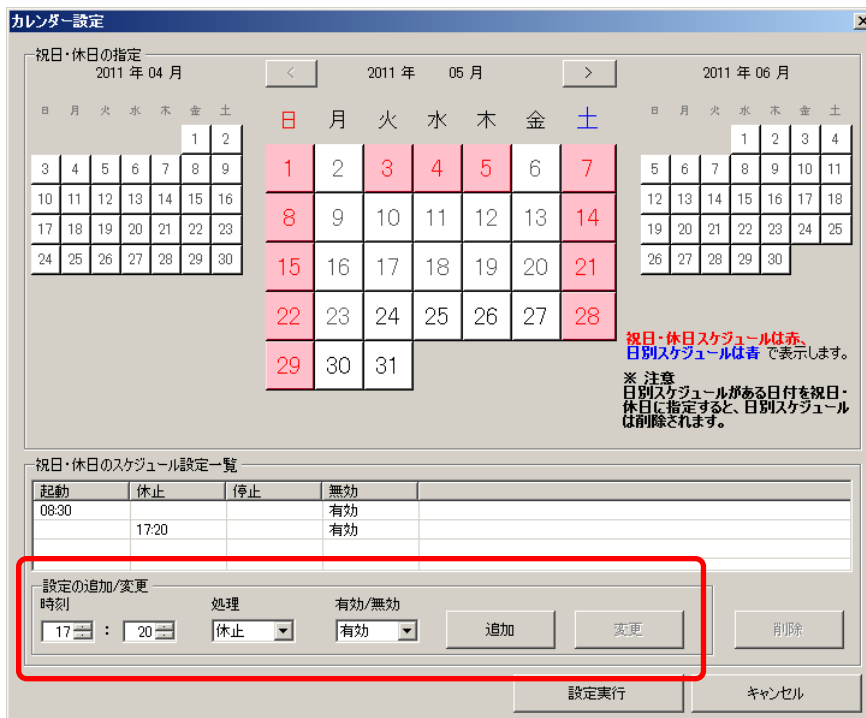 カレンダー設定
祝日・休日の指定
2011 年 04 月
日 月 火 水 木 金 土
1 2
3 4 5 6 7 8 9
10 11 12 13 14 15 16
17 18 19 20 21 22 23
24 25 26 27 28 29 30
< 2011 年 05 月 >
日 月 火 水 木 金 土
1 2 3 4 5 6 7
8 9 10 11 12 13 14
15 16 17 18 19 20 21
22 23 24 25 26 27 28
29 30 31
2011 年 06 月
日 月 火 水 木 金 土
1 2 3 4
5 6 7 8 9 10 11
12 13 14 15 16 17 18
19 20 21 22 23 24 25
26 27 28 29 30
祝日・休日スケジュールは赤、
日別スケジュールは青 で表示します。
※ 注意
日別スケジュールがある日付を祝日・
休日に指定すると、日別スケジュール
は削除されます。
祝日・休日のスケジュール設定一覧
起動 休止 停止 無効
08:30 有効
17:20 有効
設定の追加/変更
時刻 処理 有効/無効
17 : 20 休止 有効 追加 変更 削除
設定実行 キャンセル